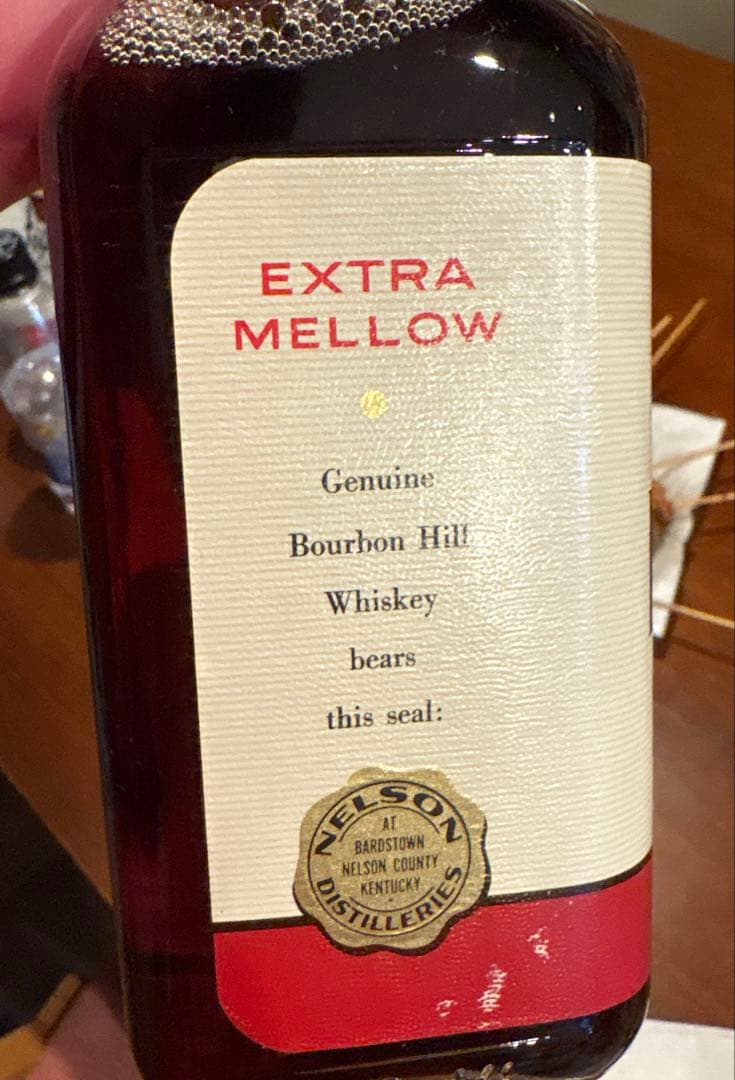 EXTRA
MELLOW
Genuine
Bourbon Hill
Whiskey
bears
this seal:
NELSON
AT
BARDSTOWN
NELSON COUNTY
KENTUCKY
DISTILLERIES